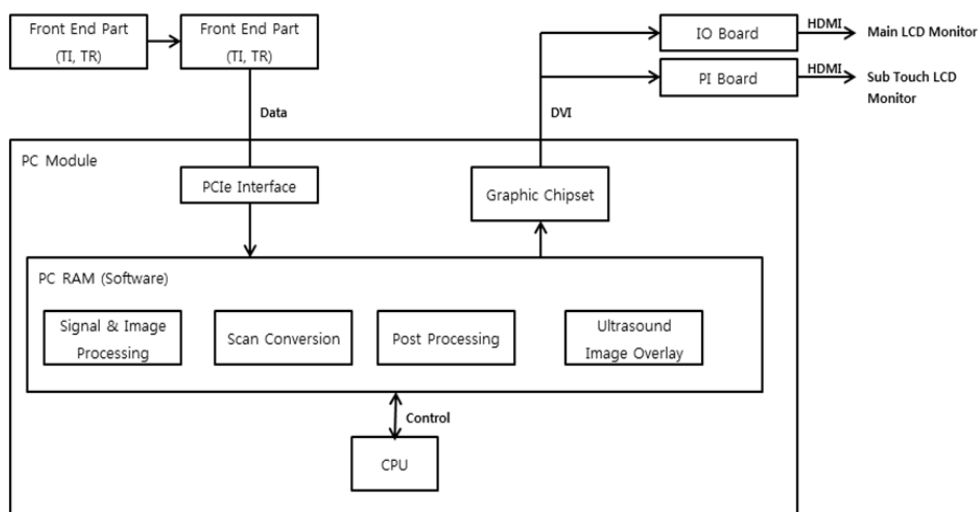 Front End Part
(TI, TR)
Front End Part
(TI, TR)
IO Board
HDMI
Main LCD Monitor
PI Board
HDMI
Sub Touch LCD
Monitor
Data
DVI
PC Module
PCIe Interface
Graphic Chipset
PC RAM (Software)
Signal & Image
Processing
Scan Conversion
Post Processing
Ultrasound
Image Overlay
Control
CPU